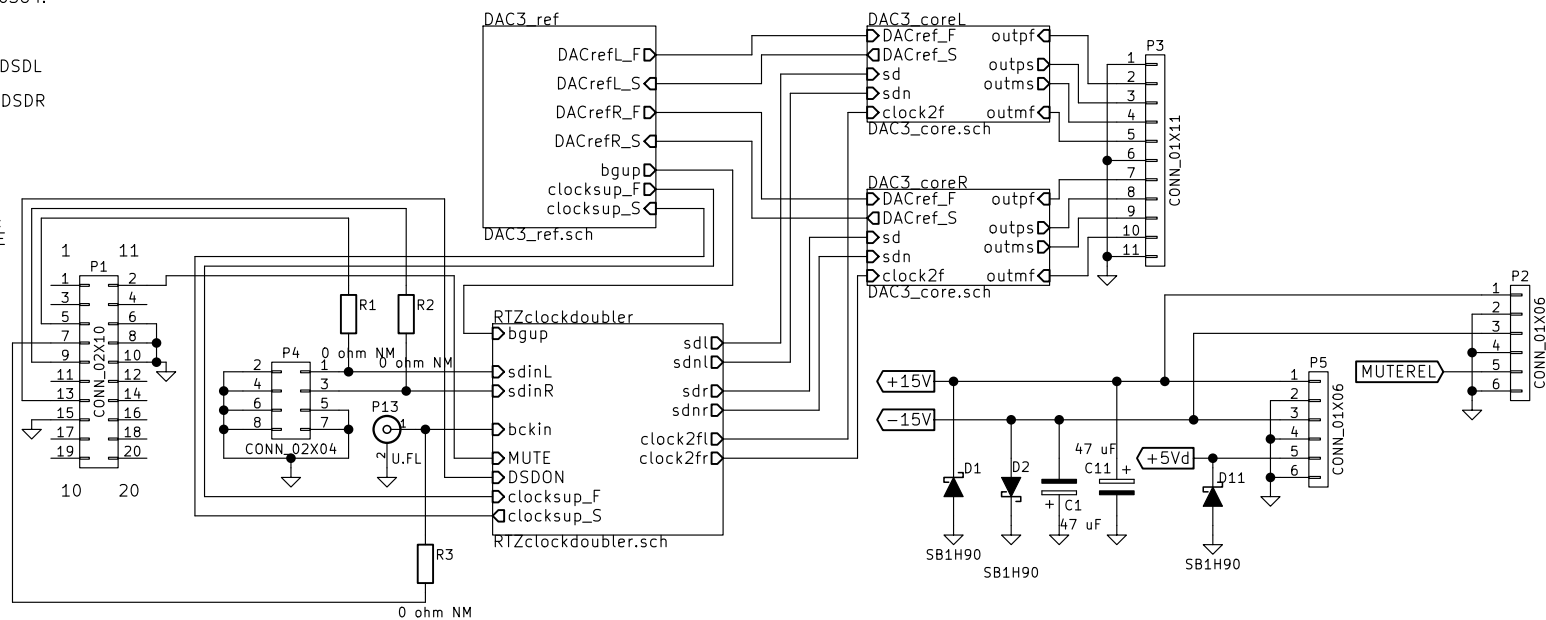 DSDL
DSDR
DAC3_ref
DACrefL_F
DACrefL_S
DACrefR_F
DACrefR_S
bgup
clocksup_F
clocksup_S
DAC3_ref.sch
DAC3_coreL
DACref_F outpf
DACref_S
sd outps
sdn outms
clock2f outmf
DAC3_core.sch
DAC3_coreR
DACref_F outpf
DACref_S
sd outps
sdn outms
clock2f outmf
DAC3_core.sch
P3
1
2
3
4
5
6
7
8
9
10
11
CONN_01X11
1 11
P1
1 2
3 4
5 6
7 8
9 10
11 12
13 14
15 16
17 18
19 20
CONN_02X10
10 20
R1
0 ohm NM
R2
0 ohm NM
P4
2 1
4 3
6 5
8 7
CONN_02X04
P13
1
2
U.FL
R3
0 ohm NM
RTZclockdoubler
bgup
sdinL
sdinR
bckin
MUTE
DSDON
clocksup_F
clocksup_S
sdl
sdnl
sdr
sdnr
clock2fl
clock2fr
RTZclockdoubler.sch
+15V
-15V
+5Vd
MUTEREL
D1
SB1H90
D2
SB1H90
+ C1
47 uF
47 uF
C11 +
D11
SB1H90
P5
1
2
3
4
5
6
CONN_01X06
P2
1
2
3
4
5
6
CONN_01X06